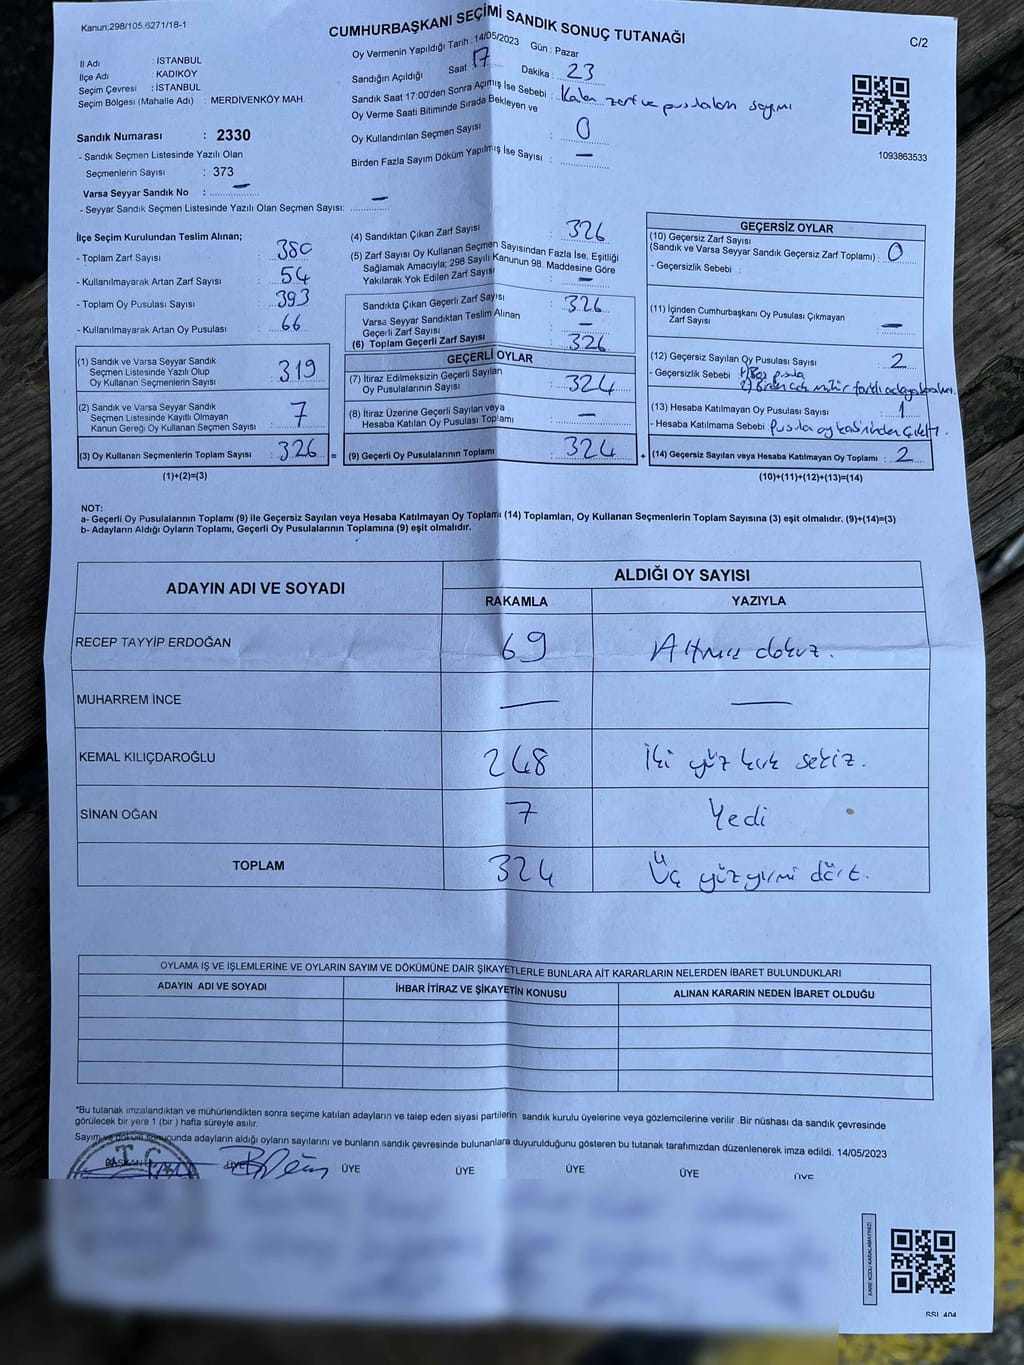 Kanun:298/105,6271/18-1
CUMHURBAŞKANI SEÇİMİ SANDIK SONUÇ TUTANAĞI
C/2
İl Adı : İSTANBUL
İlçe Adı : KADIKÖY
Seçim Çevresi : İSTANBUL
Seçim Bölgesi (Mahalle Adı) : MERDİVENKÖY MAH.
Sandık Numarası : 2330
- Sandık Seçmen Listesinde Yazılı Olan
Seçmenlerin Sayısı : 373
Varsa Seyyar Sandık No : —
- Seyyar Sandık Seçmen Listesinde Yazılı Olan Seçmen Sayısı: —
Oy Vermenin Yapıldığı Tarih : 14/05/2023 Gün : Pazar
Sandığın Açıldığı Saat 17 Dakika : 23
Sandık Saat 17:00'den Sonra Açılmış İse Sebebi : Kalan zarf ve pusulaların sayımı
Oy Verme Saati Bitiminde Sırada Bekleyen ve
Oy Kullandırılan Seçmen Sayısı : 0
Birden Fazla Sayım Döküm Yapılmış İse Sayısı : —
1093863533
İlçe Seçim Kurulundan Teslim Alınan;
- Toplam Zarf Sayısı : 380
- Kullanılmayarak Artan Zarf Sayısı : 54
- Toplam Oy Pusulası Sayısı : 393
- Kullanılmayarak Artan Oy Pusulası : 66
(1) Sandık ve Varsa Seyyar Sandık
Seçmen Listesinde Yazılı Olup
Oy Kullanan Seçmenlerin Sayısı : 319
(2) Sandık ve Varsa Seyyar Sandık
Seçmen Listesinde Kayıtlı Olmayan
Kanun Gereği Oy Kullanan Seçmen Sayısı : 7
(3) Oy Kullanan Seçmenlerin Toplam Sayısı : 326 =
(1)+(2)=(3)
(4) Sandıktan Çıkan Zarf Sayısı : 326
(5) Zarf Sayısı Oy Kullanan Seçmen Sayısından Fazla İse, Eşitliği
Sağlamak Amacıyla; 298 Sayılı Kanunun 98. Maddesine Göre
Yakılarak Yok Edilen Zarf Sayısı : —
Sandıkta Çıkan Geçerli Zarf Sayısı : 326
Varsa Seyyar Sandıktan Teslim Alınan
Geçerli Zarf Sayısı : —
(6) Toplam Geçerli Zarf Sayısı : 326
GEÇERLİ OYLAR
(7) İtiraz Edilmeksizin Geçerli Sayılan
Oy Pusulalarının Sayısı : 324
(8) İtiraz Üzerine Geçerli Sayılan veya
Hesaba Katılan Oy Pusulası Toplamı : —
(9) Geçerli Oy Pusulalarının Toplamı : 324 +
GEÇERSİZ OYLAR
(10) Geçersiz Zarf Sayısı
(Sandık ve Varsa Seyyar Sandık Geçersiz Zarf Toplamı) : 0
- Geçersizlik Sebebi :
(11) İçinden Cumhurbaşkanı Oy Pusulası Çıkmayan
Zarf Sayısı : —
(12) Geçersiz Sayılan Oy Pusulası Sayısı : 2
- Geçersizlik Sebebi : 1) Boş pusula
2) Birden çok mühür farklı adaya
(13) Hesaba Katılmayan Oy Pusulası Sayısı : 1
- Hesaba Katılmama Sebebi : pusula oy kabininden çıktı.
(14) Geçersiz Sayılan veya Hesaba Katılmayan Oy Toplamı : 2
(10)+(11)+(12)+(13)=(14)
NOT:
a- Geçerli Oy Pusulalarının Toplamı (9) ile Geçersiz Sayılan veya Hesaba Katılmayan Oy Toplamı (14) Toplamları, Oy Kullanan Seçmenlerin Toplam Sayısına (3) eşit olmalıdır. (9)+(14)=(3)
b- Adayların Aldığı Oyların Toplamı, Geçerli Oy Pusulalarının Toplamına (9) eşit olmalıdır.
ADAYIN ADI VE SOYADI
ALDIĞI OY SAYISI
RAKAMLA YAZIYLA
RECEP TAYYİP ERDOĞAN 69 Altmış dokuz.
MUHARREM İNCE — —
KEMAL KILIÇDAROĞLU 248 İki yüz kırk sekiz.
SİNAN OĞAN 7 Yedi
TOPLAM 324 Üç yüz yirmi dört.
OYLAMA İŞ VE İŞLEMLERİNE VE OYLARIN SAYIM VE DÖKÜMÜNE DAİR ŞİKAYETLERLE BUNLARA AİT KARARLARIN NELERDEN İBARET BULUNDUKLARI
ADAYIN ADI VE SOYADI İHBAR İTİRAZ VE ŞİKAYETİN KONUSU ALINAN KARARIN NEDEN İBARET OLDUĞU
*Bu tutanak imzalandıktan ve mühürlendikten sonra seçime katılan adayların ve talep eden siyasi partilerin sandık kurulu üyelerine veya gözlemcilerine verilir .Bir nüshası da sandık çevresinde
görülecek bir yere 1 (bir ) hafta süreyle asılır.
Sayım ve döküm sonucunda adayların aldığı oyların sayılarını ve bunların sandık çevresinde bulunanlara duyurulduğunu gösteren bu tutanak tarafımızdan düzenlenerek imza edildi. 14/05/2023
BAŞKAN ÜYE ÜYE ÜYE ÜYE ÜYE ÜYE
T.C.
KARE KODU KARALAMAYINIZ!
SSI 404